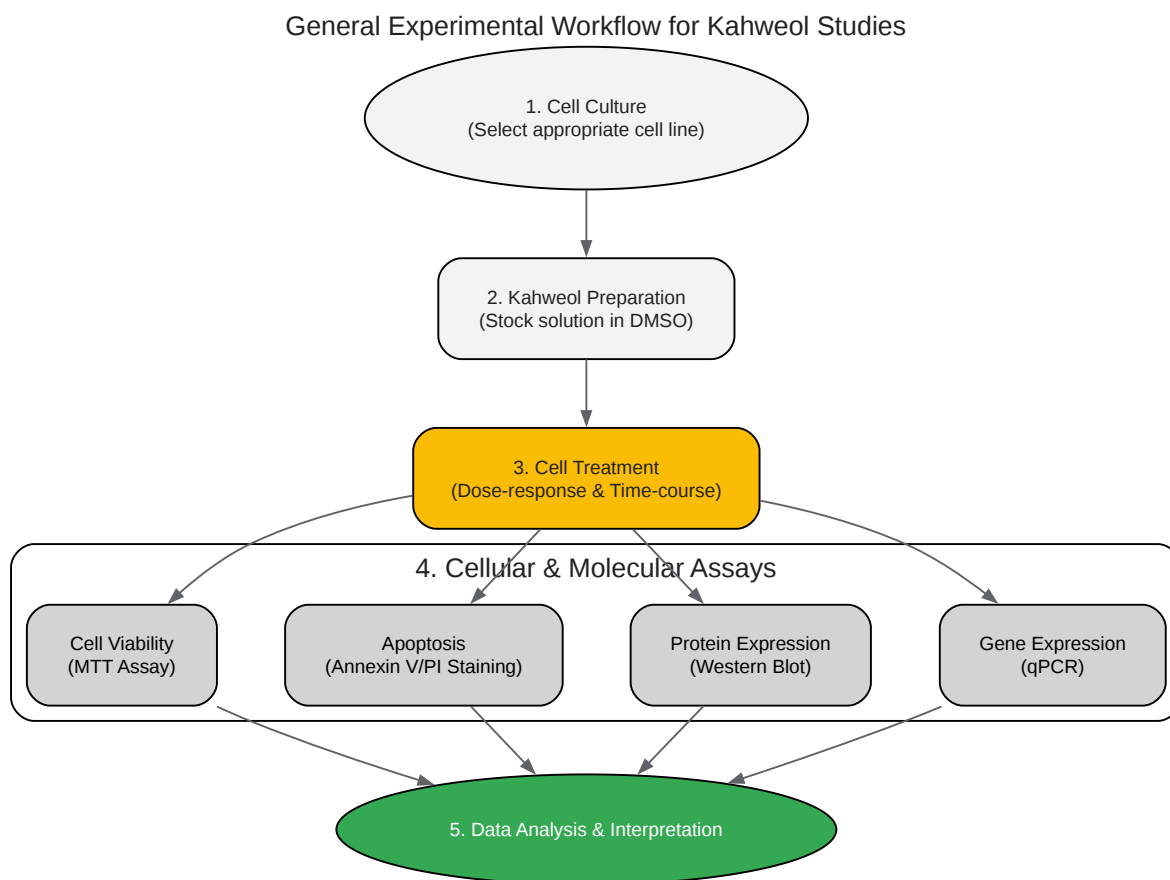 General Experimental Workflow for Kahweol Studies
1. Cell Culture
(Select appropriate cell line)
2. Kahweol Preparation
(Stock solution in DMSO)
3. Cell Treatment
(Dose-response & Time-course)
4. Cellular & Molecular Assays
Cell Viability
(MTT Assay)
Apoptosis
(Annexin V/PI Staining)
Protein Expression
(Western Blot)
Gene Expression
(qPCR)
5. Data Analysis & Interpretation